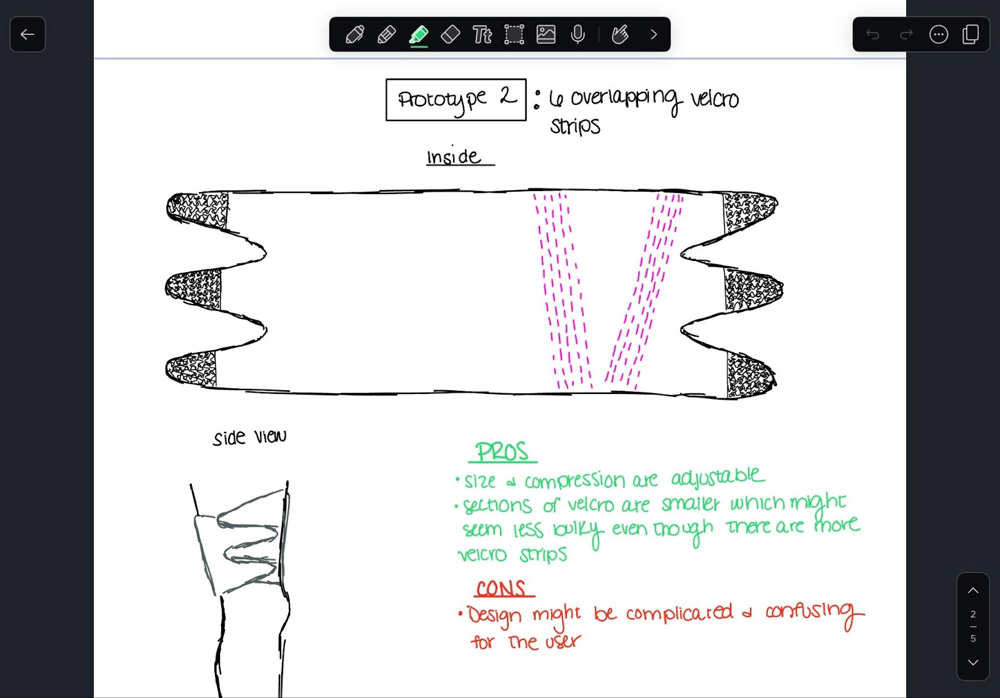 Tt
Prototype 2 : 6 overlapping velcro
strips
Inside
side view
PROS
• size & compression are adjustable
• sections of velcro are smaller which might
seem less bulky even though there are more
velcro strips
CONS
• Design might be complicated & confusing
for the user
2
5